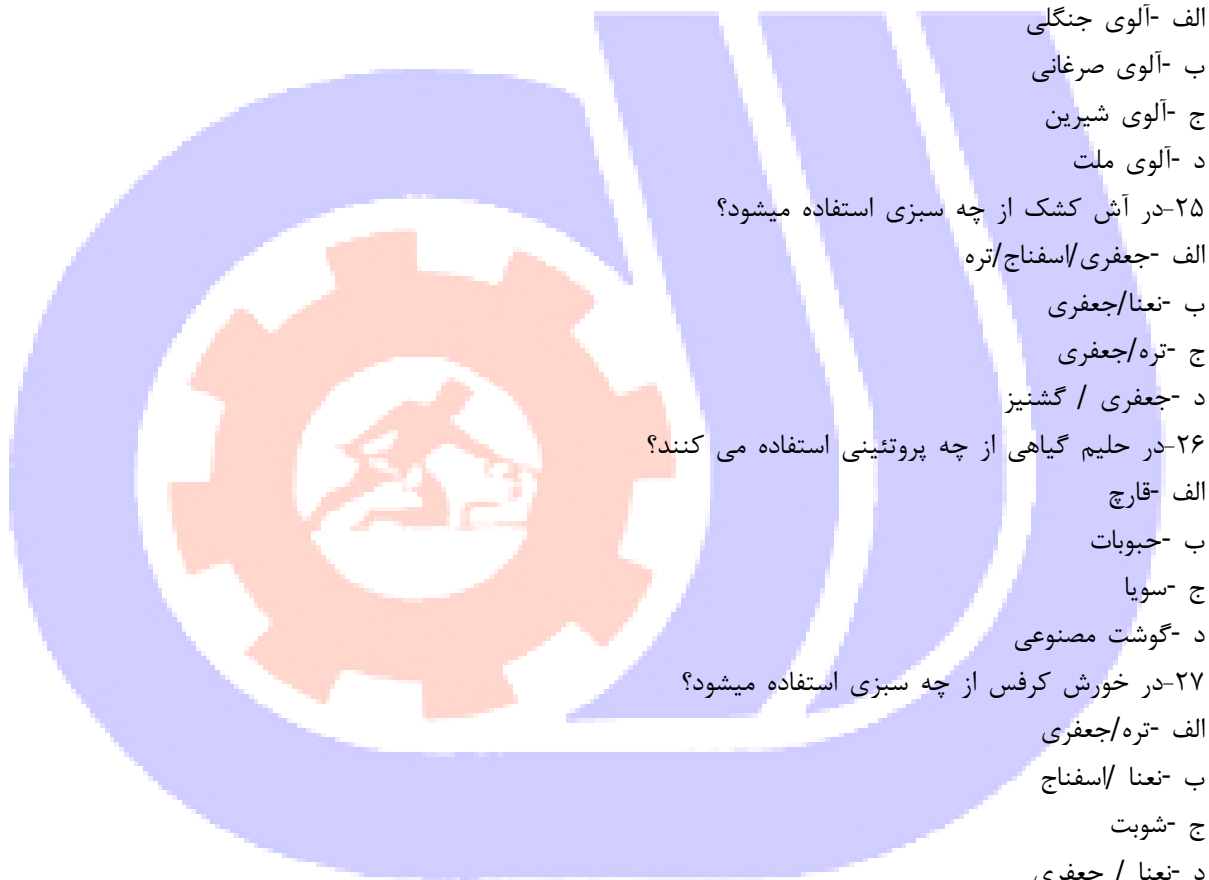 الف -آلوی جنگلی
ب -آلوی صرغانی
ج -آلوی شیرین
د -آلوی ملت
۲۵-در آش کشک از چه سبزی استفاده میشود؟
الف -جعفری/اسفناج/تره
ب -نعنا/جعفری
ج -تره/جعفری
د -جعفری / گشنیز
۲۶-در حلیم گیاهی از چه پروتئینی استفاده می کنند؟
الف -قارچ
ب -حبوبات
ج -سویا
د -گوشت مصنوعی
۲۷-در خورش کرفس از چه سبزی استفاده میشود؟
الف -تره/جعفری
ب -نعنا /اسفناج
ج -شوبت
د -نعنا / جعفری